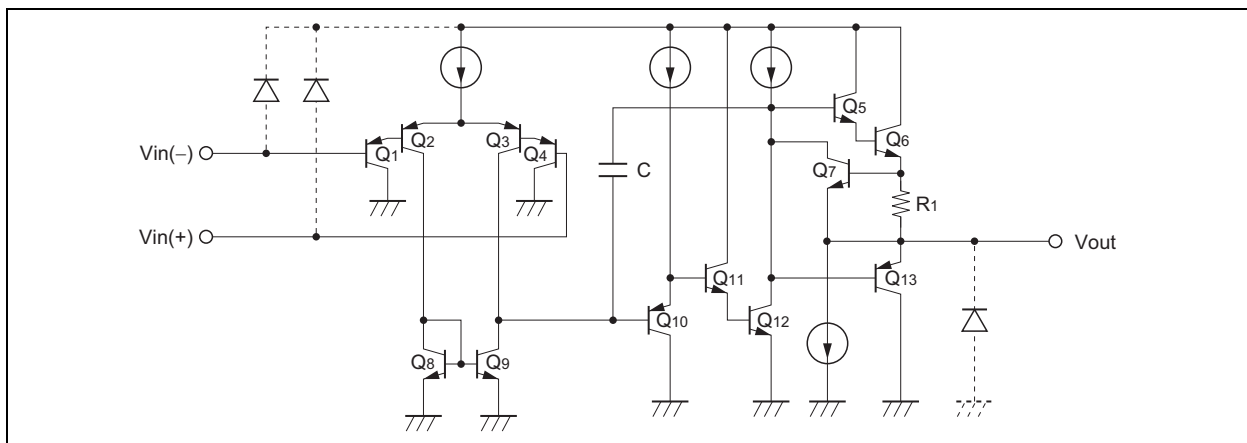 Q5
Q6
Q2
Q3
Vin(−)
Q1
Q4
C
Q7
R1
Vin(+)
Vout
Q11
Q13
Q10
Q12
Q8
Q9